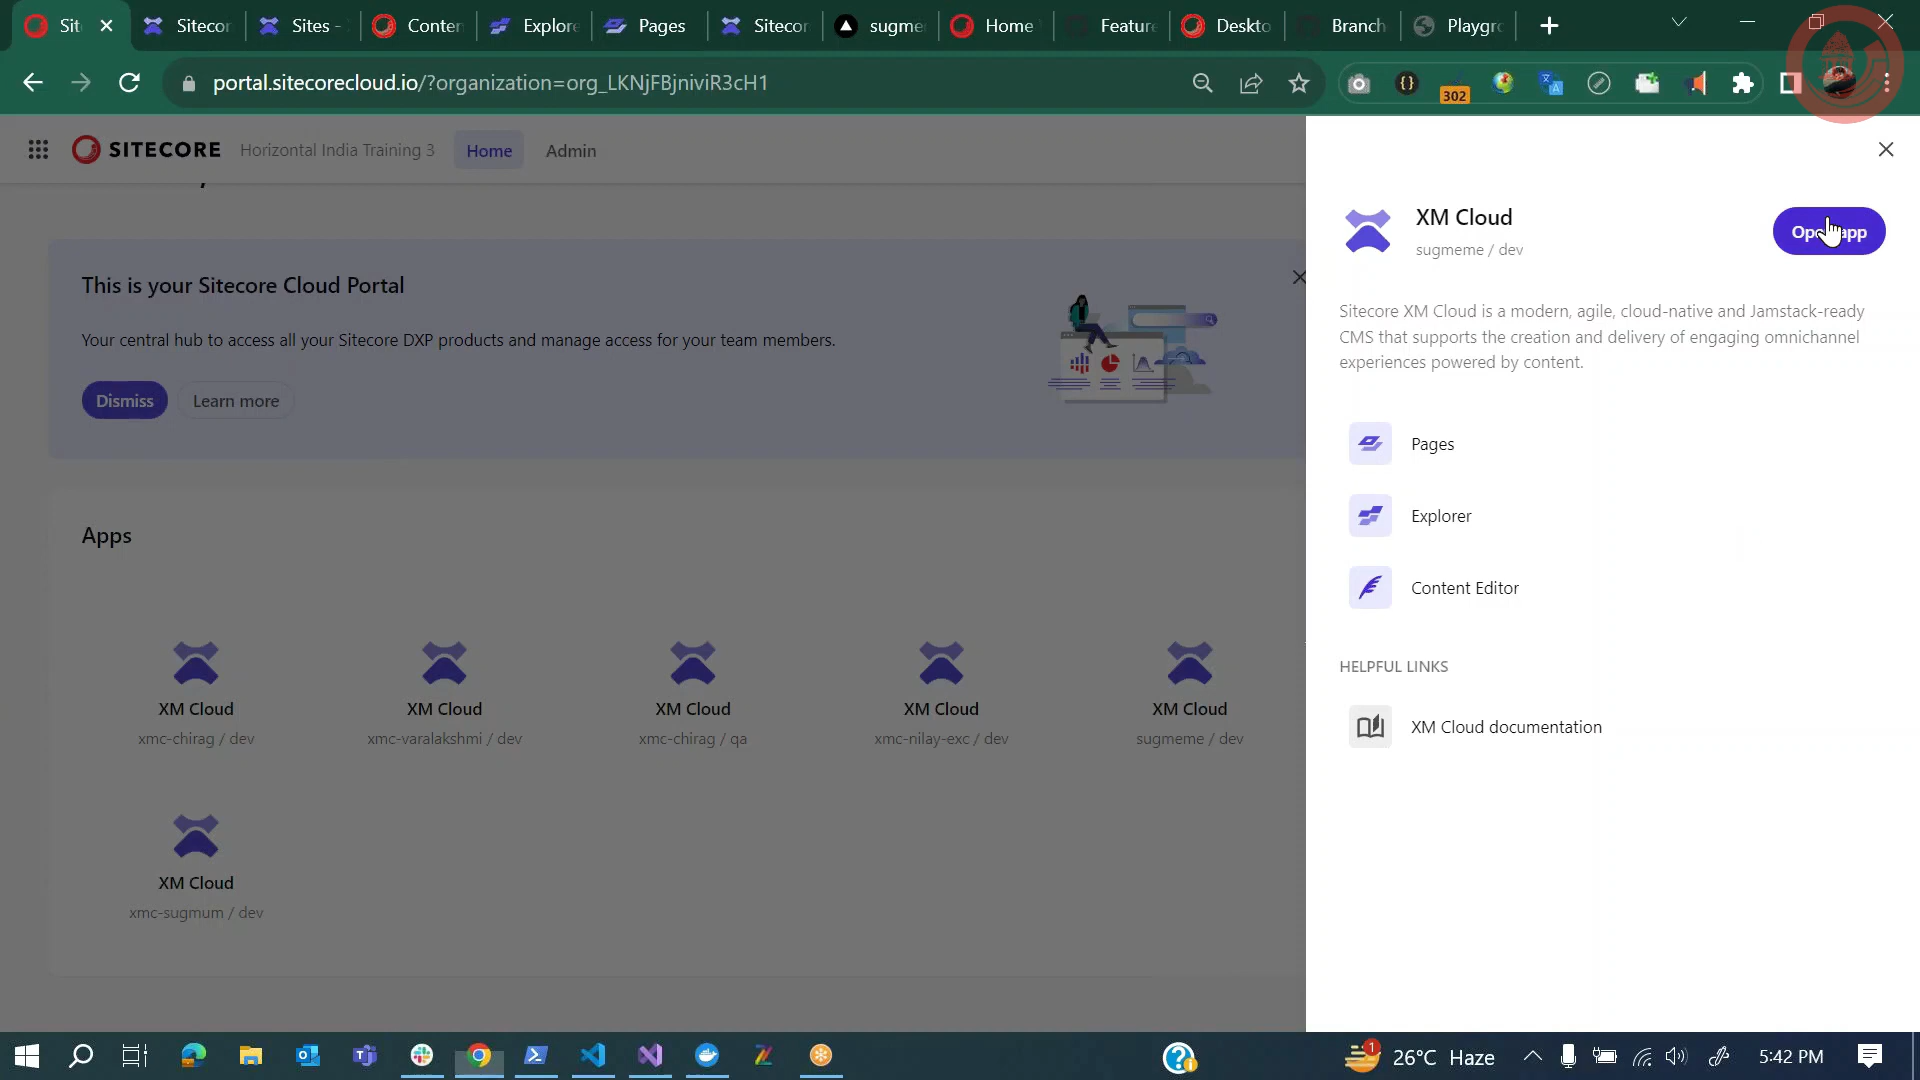 Sit
Sitecor
Sites -
Conten
Explore
Pages
Sitecor
sugme
Home
Feature
Deskto
Branch
Playgro
portal.sitecorecloud.io/?organization=org_LKNjFBjniviR3cH1
302
SITECORE
Horizontal India Training 3
Home
Admin
This is your Sitecore Cloud Portal
Your central hub to access all your Sitecore DXP products and manage access for your team members.
Dismiss
Learn more
Apps
XM Cloud
xmc-chirag / dev
XM Cloud
xmc-varalakshmi / dev
XM Cloud
xmc-chirag / qa
XM Cloud
xmc-nilay-exc / dev
XM Cloud
sugmeme / dev
XM Cloud
xmc-sugmum / dev
XM Cloud
sugmeme / dev
Open app
Sitecore XM Cloud is a modern, agile, cloud-native and Jamstack-ready
CMS that supports the creation and delivery of engaging omnichannel
experiences powered by content.
Pages
Explorer
Content Editor
HELPFUL LINKS
XM Cloud documentation
1
26°C Haze
5:42 PM